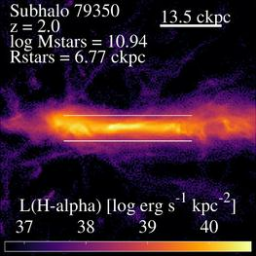 Subhalo 79350
13.5 ckpc
z = 2.0
log Mstars = 10.94
Rstars = 6.77 ckpc
L(H-alpha) [log erg s⁻¹ kpc⁻²]
37 38 39 40